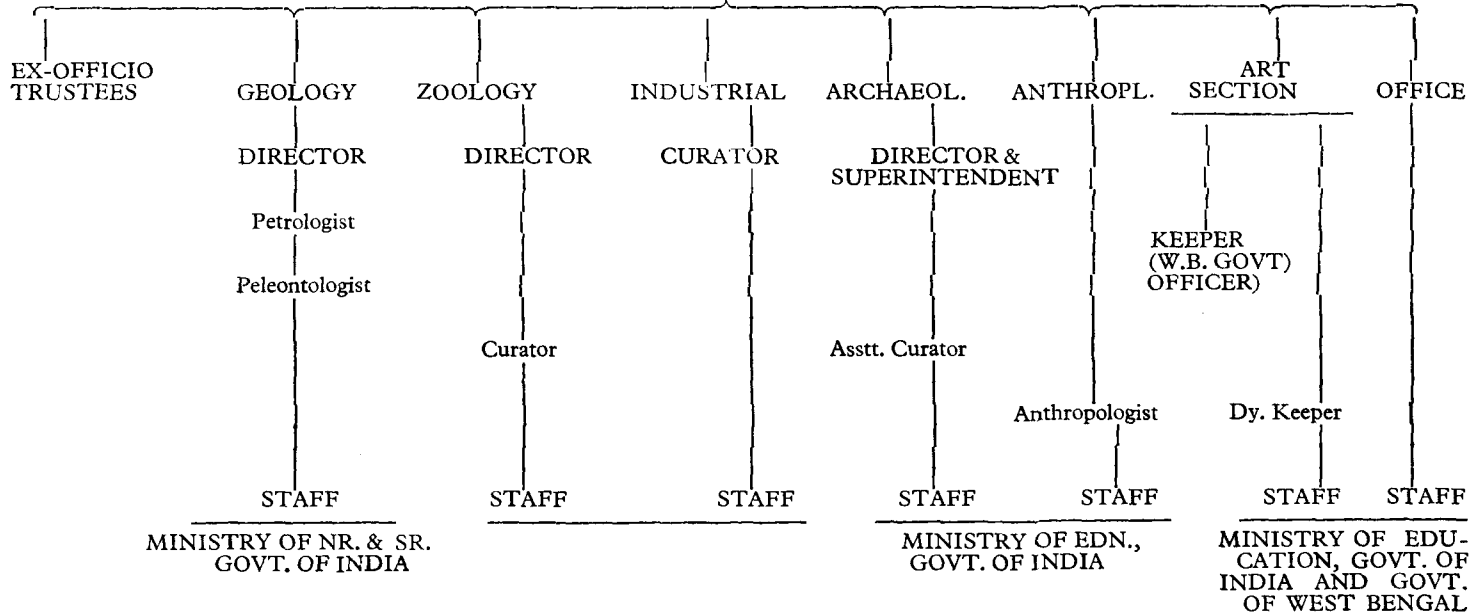 EX-OFFICIO
TRUSTEES
GEOLOGY
ZOOLOGY
INDUSTRIAL
ARCHAEOL.
ANTHROPL.
ART
SECTION
OFFICE
DIRECTOR
DIRECTOR
CURATOR
DIRECTOR &
SUPERINTENDENT
Petrologist
KEEPER
(W.B. GOVT)
OFFICER)
Peleontologist
Curator
Asstt. Curator
Anthropologist
Dy. Keeper
STAFF
STAFF
STAFF
STAFF
STAFF
STAFF
STAFF
MINISTRY OF NR. & SR.
GOVT. OF INDIA
MINISTRY OF EDN.,
GOVT. OF INDIA
MINISTRY OF EDU-
CATION, GOVT. OF
INDIA AND GOVT.
OF WEST BENGAL